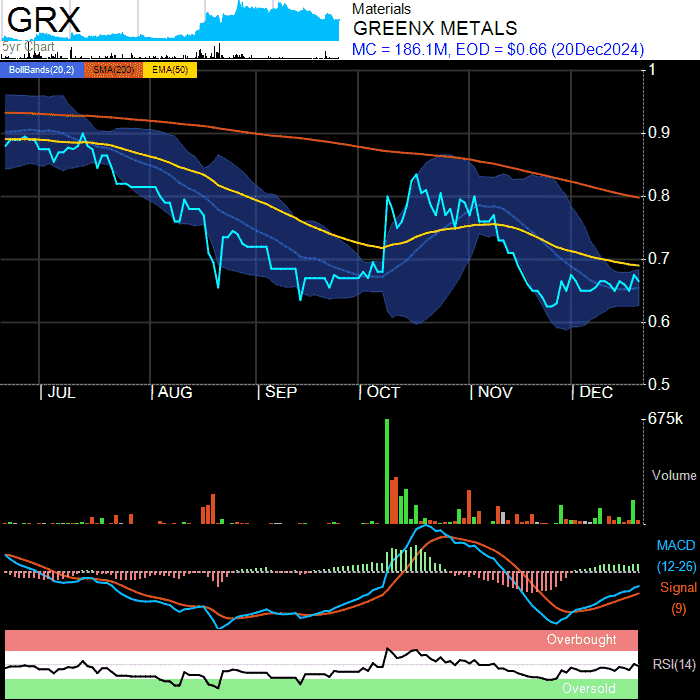 GRX
5yr Chart
Materials
GREENX METALS
MC = 186.1M, EOD = $0.66 (20Dec2024)
BollBands(20,2) SMA(200) EMA(50)
1
0.9
0.8
0.7
0.6
0.5
JUL AUG SEP OCT NOV DEC
675k
Volume
MACD
(12-26)
Signal
(9)
Overbought
RSI(14)
Oversold